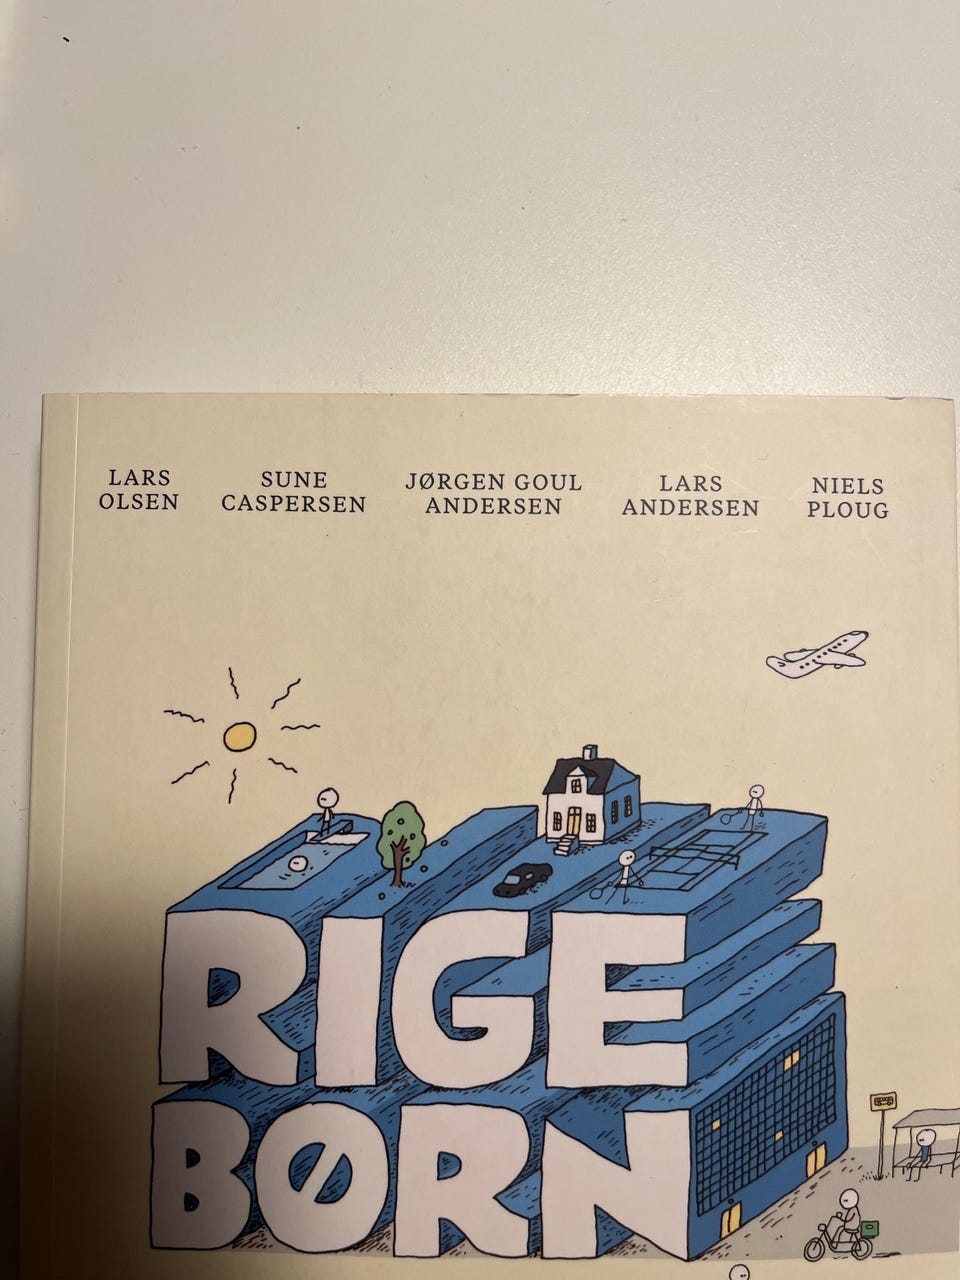 LARS SUNE JØRGEN GOUL LARS NIELS
OLSEN CASPERSEN ANDERSEN ANDERSEN PLOUG
RIGE
BØRN